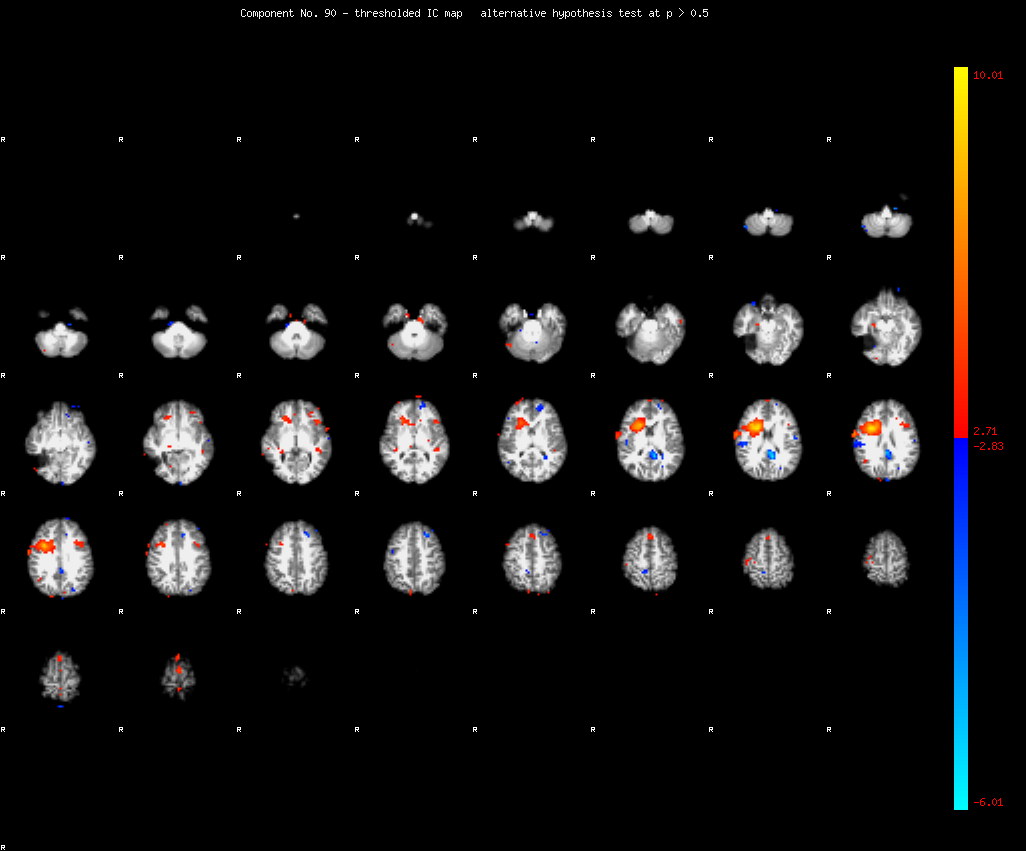 Component No. 90 - thresholded IC map   alternative hypothesis test at p > 0.5
10.01
R R R R R R R R
R R R R R R R R
R R R R R R R R
2.71
-2.83
R R R R R R R R
R R R R R R R R
R R R R R R R R
-6.01
R